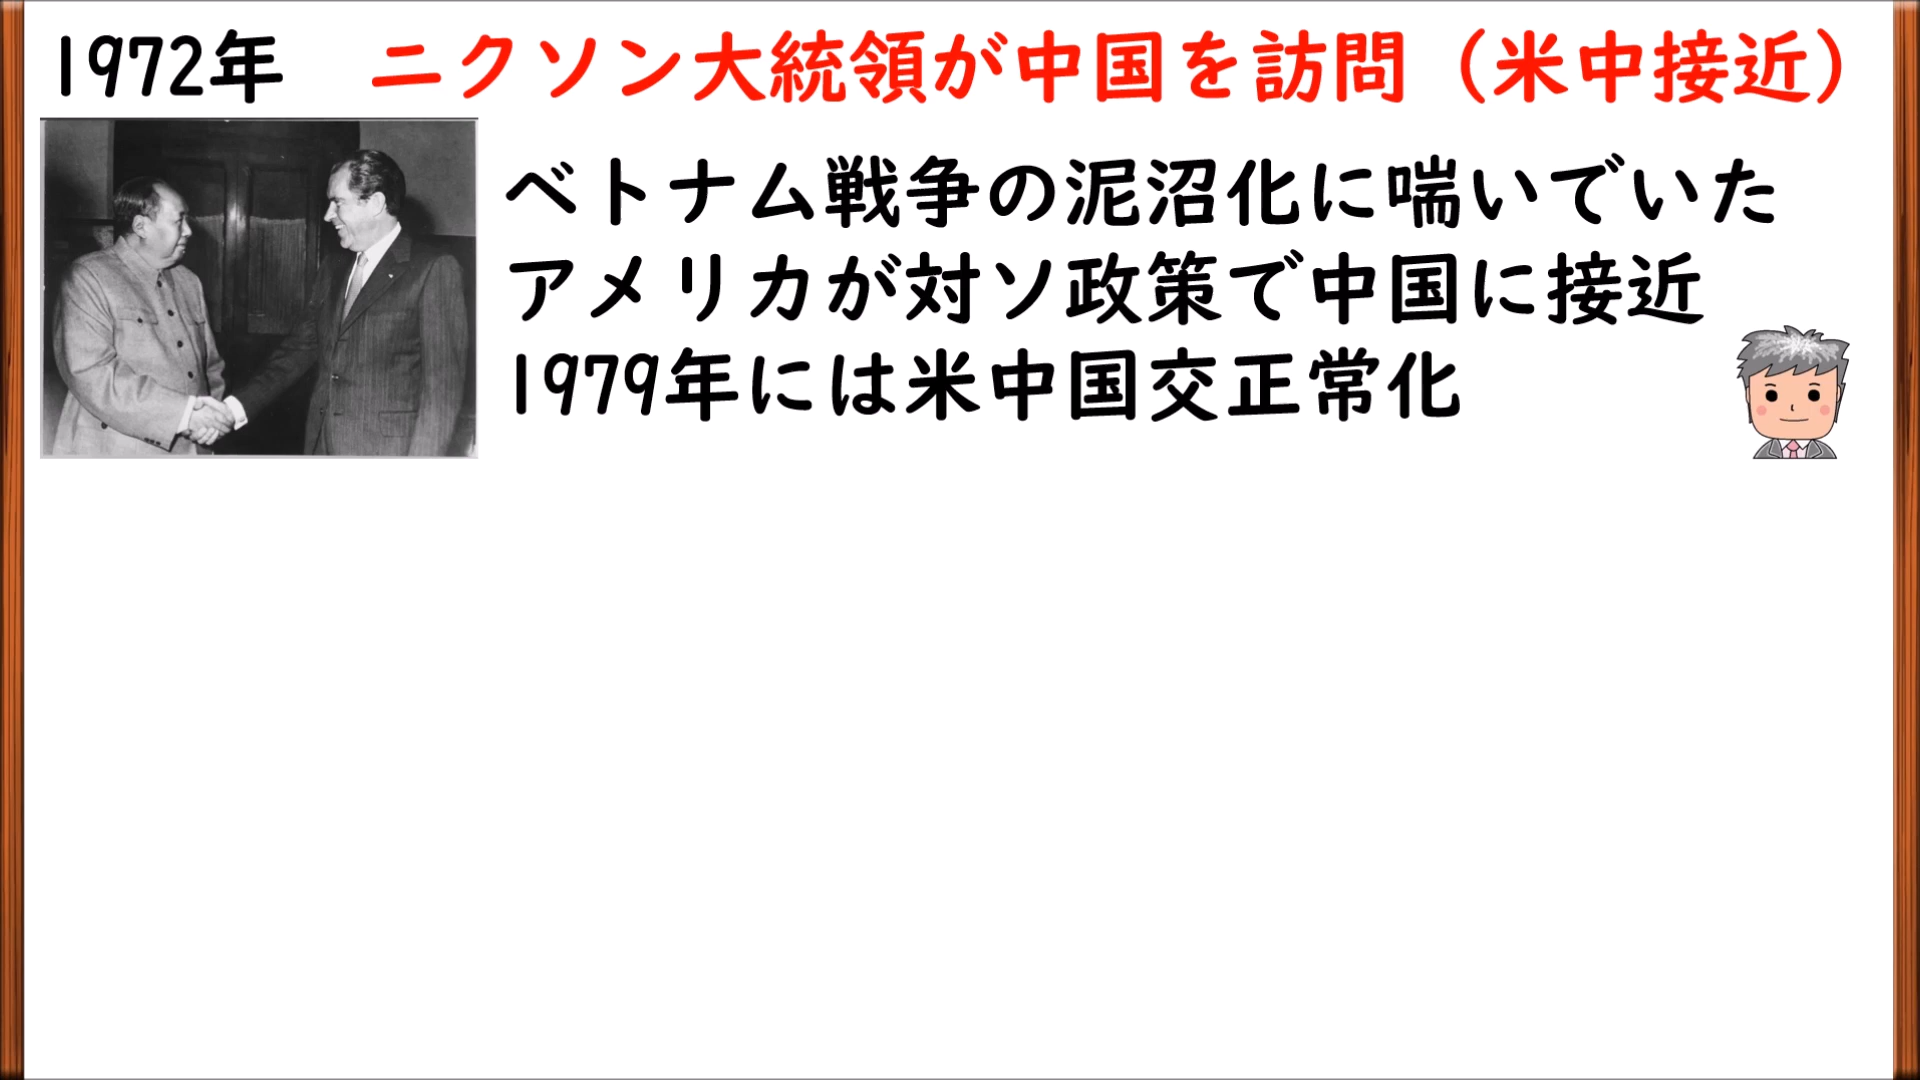 1972年　ニクソン大統領が中国を訪問（米中接近）
ベトナム戦争の泥沼化に喘いでいた
アメリカが対ソ政策で中国に接近
1979年には米中国交正常化